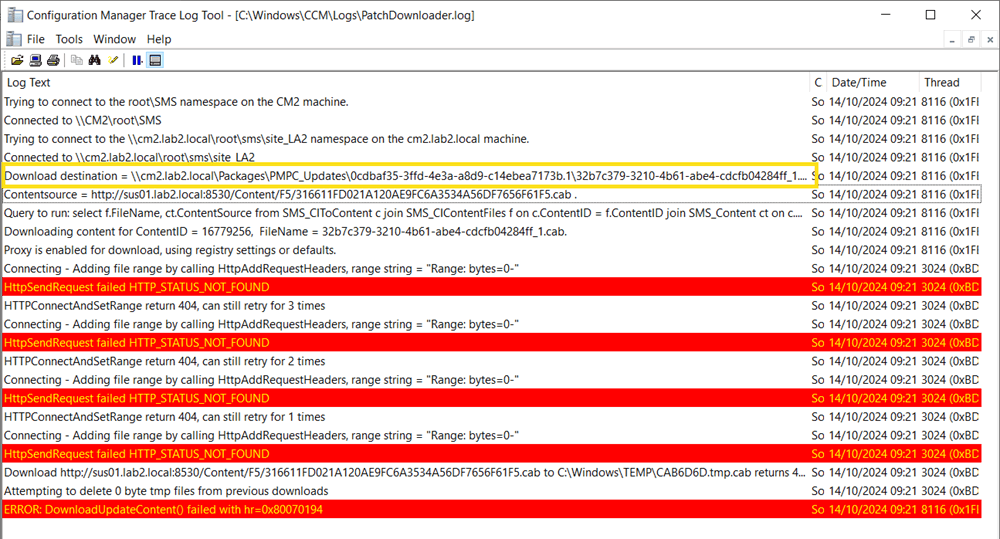 Configuration Manager Trace Log Tool - [C:\Windows\CCM\Logs\PatchDownloader.log]
File Tools Window Help
Log Text C Date/Time Thread
Trying to connect to the root\SMS namespace on the CM2 machine. So 14/10/2024 09:21 8116 (0x1FI
Connected to \\CM2\root\SMS So 14/10/2024 09:21 8116 (0x1FI
Trying to connect to the \\cm2.lab2.local\root\sms\site_LA2 namespace on the cm2.lab2.local machine. So 14/10/2024 09:21 8116 (0x1FI
Connected to \\cm2.lab2.local\root\sms\site_LA2 So 14/10/2024 09:21 8116 (0x1FI
Download destination = \\cm2.lab2.local\Packages\PMPC_Updates\0cdbaf35-3ffd-4e3a-a8d9-c14ebea7173b.1\32b7c379-3210-4b61-abe4-cdcfb04284ff_1.... So 14/10/2024 09:21 8116 (0x1FI
Contentsource = http://sus01.lab2.local:8530/Content/F5/316611FD021A120AE9FC6A3534A56DF7656F61F5.cab . So 14/10/2024 09:21 8116 (0x1FI
Query to run: select f.FileName, ct.ContentSource from SMS_CIToContent c join SMS_CIContentFiles f on c.ContentID = f.ContentID join SMS_Content ct on c.... So 14/10/2024 09:21 8116 (0x1FI
Downloading content for ContentID = 16779256, FileName = 32b7c379-3210-4b61-abe4-cdcfb04284ff_1.cab. So 14/10/2024 09:21 8116 (0x1FI
Proxy is enabled for download, using registry settings or defaults. So 14/10/2024 09:21 8116 (0x1FI
Connecting - Adding file range by calling HttpAddRequestHeaders, range string = "Range: bytes=0-" So 14/10/2024 09:21 3024 (0xBD
HttpSendRequest failed HTTP_STATUS_NOT_FOUND So 14/10/2024 09:21 3024 (0xBD
HTTPConnectAndSetRange return 404, can still retry for 3 times So 14/10/2024 09:21 3024 (0xBD
Connecting - Adding file range by calling HttpAddRequestHeaders, range string = "Range: bytes=0-" So 14/10/2024 09:21 3024 (0xBD
HttpSendRequest failed HTTP_STATUS_NOT_FOUND So 14/10/2024 09:21 3024 (0xBD
HTTPConnectAndSetRange return 404, can still retry for 2 times So 14/10/2024 09:21 3024 (0xBD
Connecting - Adding file range by calling HttpAddRequestHeaders, range string = "Range: bytes=0-" So 14/10/2024 09:21 3024 (0xBD
HttpSendRequest failed HTTP_STATUS_NOT_FOUND So 14/10/2024 09:21 3024 (0xBD
HTTPConnectAndSetRange return 404, can still retry for 1 times So 14/10/2024 09:21 3024 (0xBD
Connecting - Adding file range by calling HttpAddRequestHeaders, range string = "Range: bytes=0-" So 14/10/2024 09:21 3024 (0xBD
HttpSendRequest failed HTTP_STATUS_NOT_FOUND So 14/10/2024 09:21 3024 (0xBD
Download http://sus01.lab2.local:8530/Content/F5/316611FD021A120AE9FC6A3534A56DF7656F61F5.cab to C:\Windows\TEMP\CAB6D6D.tmp.cab returns 4... So 14/10/2024 09:21 3024 (0xBD
Attempting to delete 0 byte tmp files from previous downloads So 14/10/2024 09:21 3024 (0xBD
ERROR: DownloadUpdateContent() failed with hr=0x80070194 So 14/10/2024 09:21 8116 (0x1FI